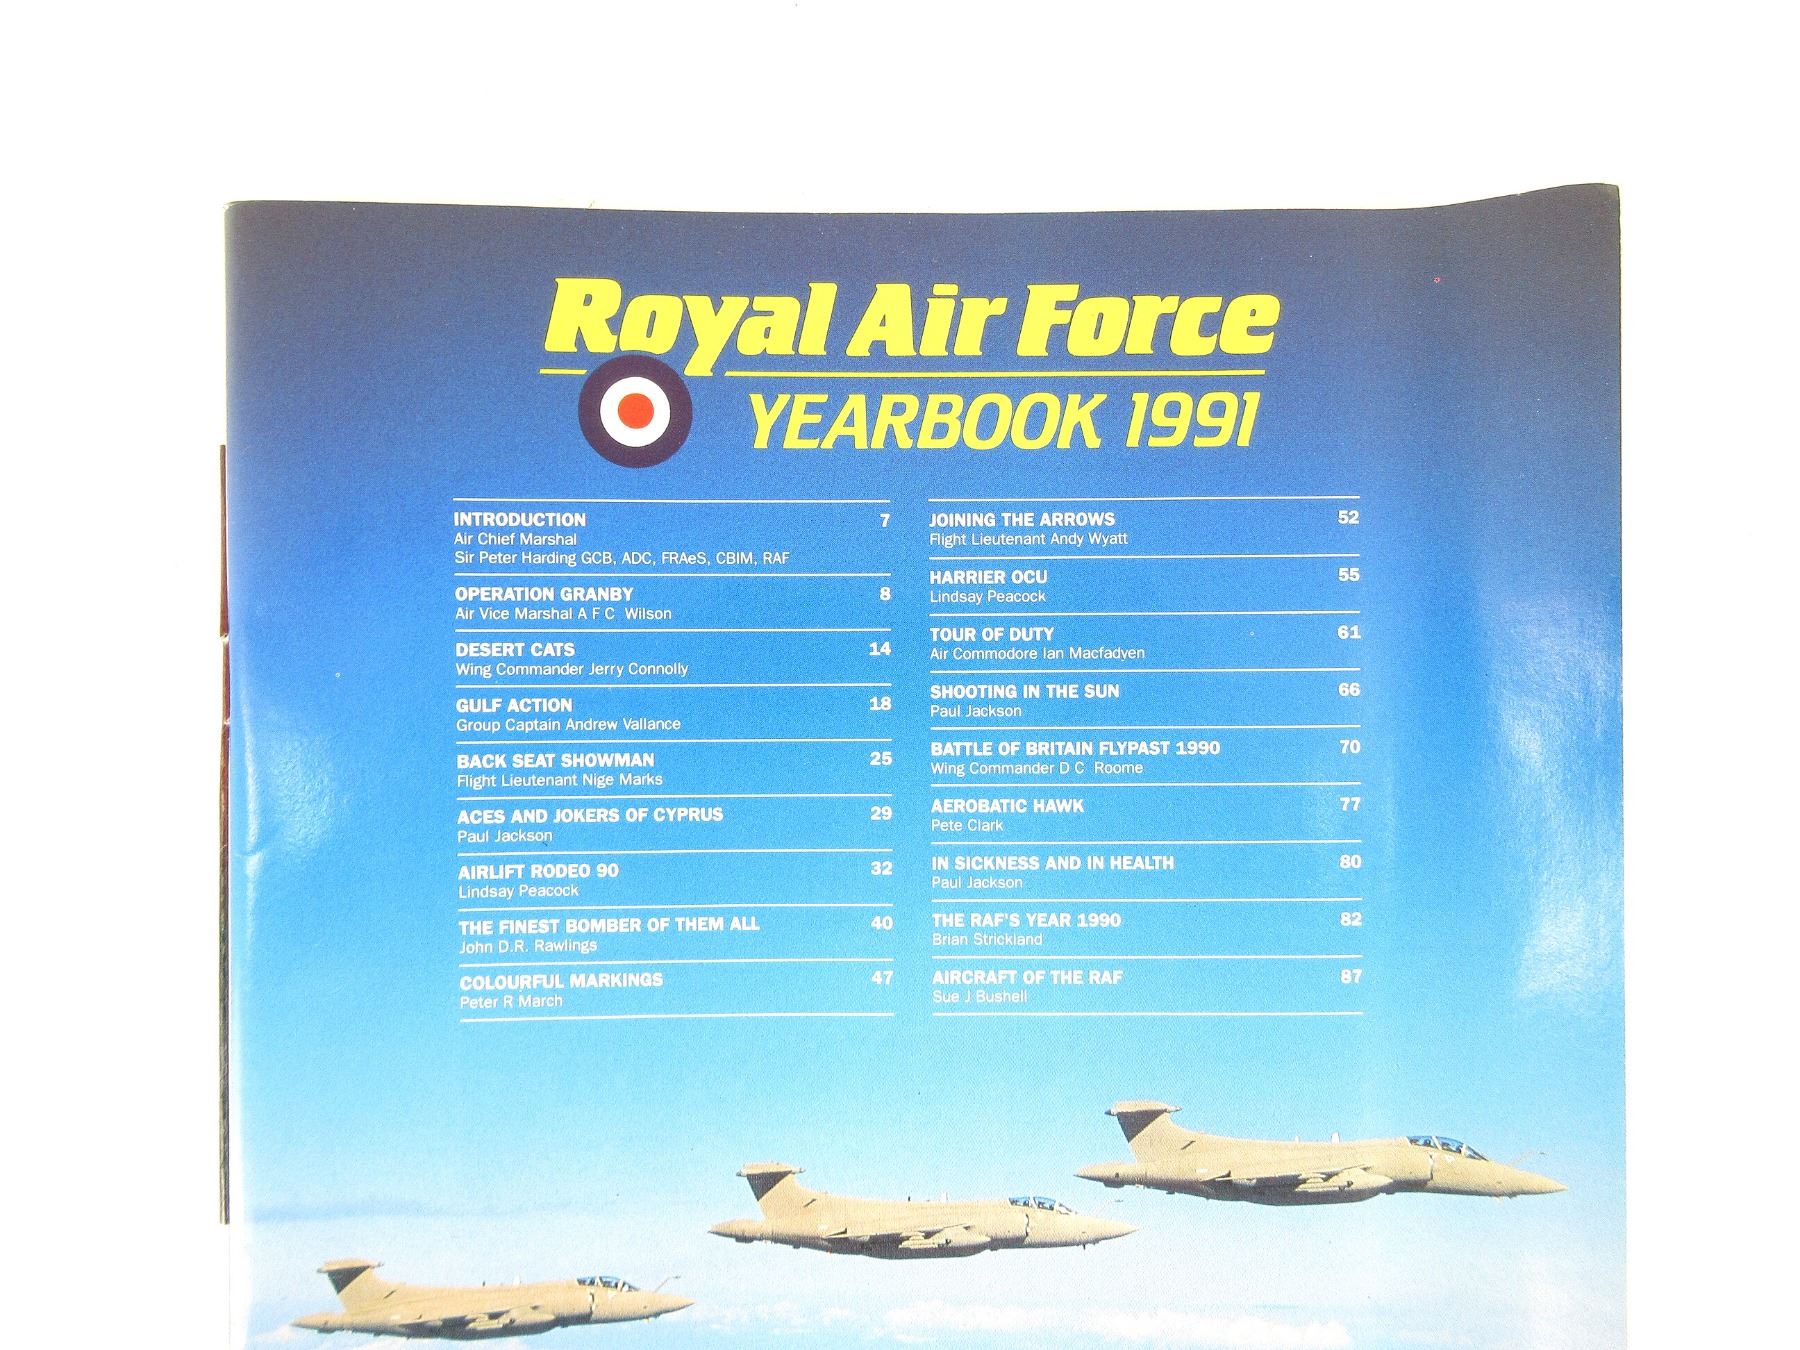 Royal Air Force
YEARBOOK 1991
INTRODUCTION 7
Air Chief Marshal
Sir Peter Harding GCB, ADC, FRAeS, CBIM, RAF
OPERATION GRANBY 8
Air Vice Marshal A F C Wilson
DESERT CATS 14
Wing Commander Jerry Connolly
GULF ACTION 18
Group Captain Andrew Vallance
BACK SEAT SHOWMAN 25
Flight Lieutenant Nige Marks
ACES AND JOKERS OF CYPRUS 29
Paul Jackson
AIRLIFT RODEO 90 32
Lindsay Peacock
THE FINEST BOMBER OF THEM ALL 40
John D.R. Rawlings
COLOURFUL MARKINGS 47
Peter R March
JOINING THE ARROWS 52
Flight Lieutenant Andy Wyatt
HARRIER OCU 55
Lindsay Peacock
TOUR OF DUTY 61
Air Commodore Ian Macfadyen
SHOOTING IN THE SUN 66
Paul Jackson
BATTLE OF BRITAIN FLYPAST 1990 70
Wing Commander D C Roome
AEROBATIC HAWK 77
Pete Clark
IN SICKNESS AND IN HEALTH 80
Paul Jackson
THE RAF'S YEAR 1990 82
Brian Strickland
AIRCRAFT OF THE RAF 87
Sue J Bushell